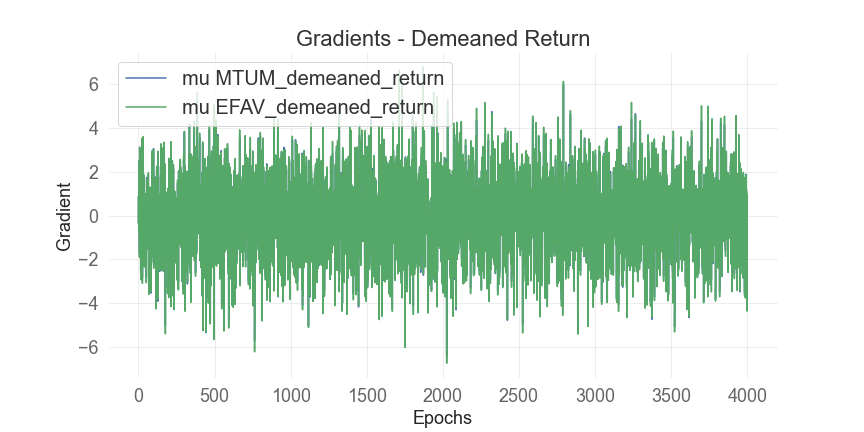 Gradients - Demeaned Return
mu MTUM_demeaned_return
mu EFAV_demeaned_return
6
4
2
0
−2
−4
−6
Gradient
0 500 1000 1500 2000 2500 3000 3500 4000
Epochs